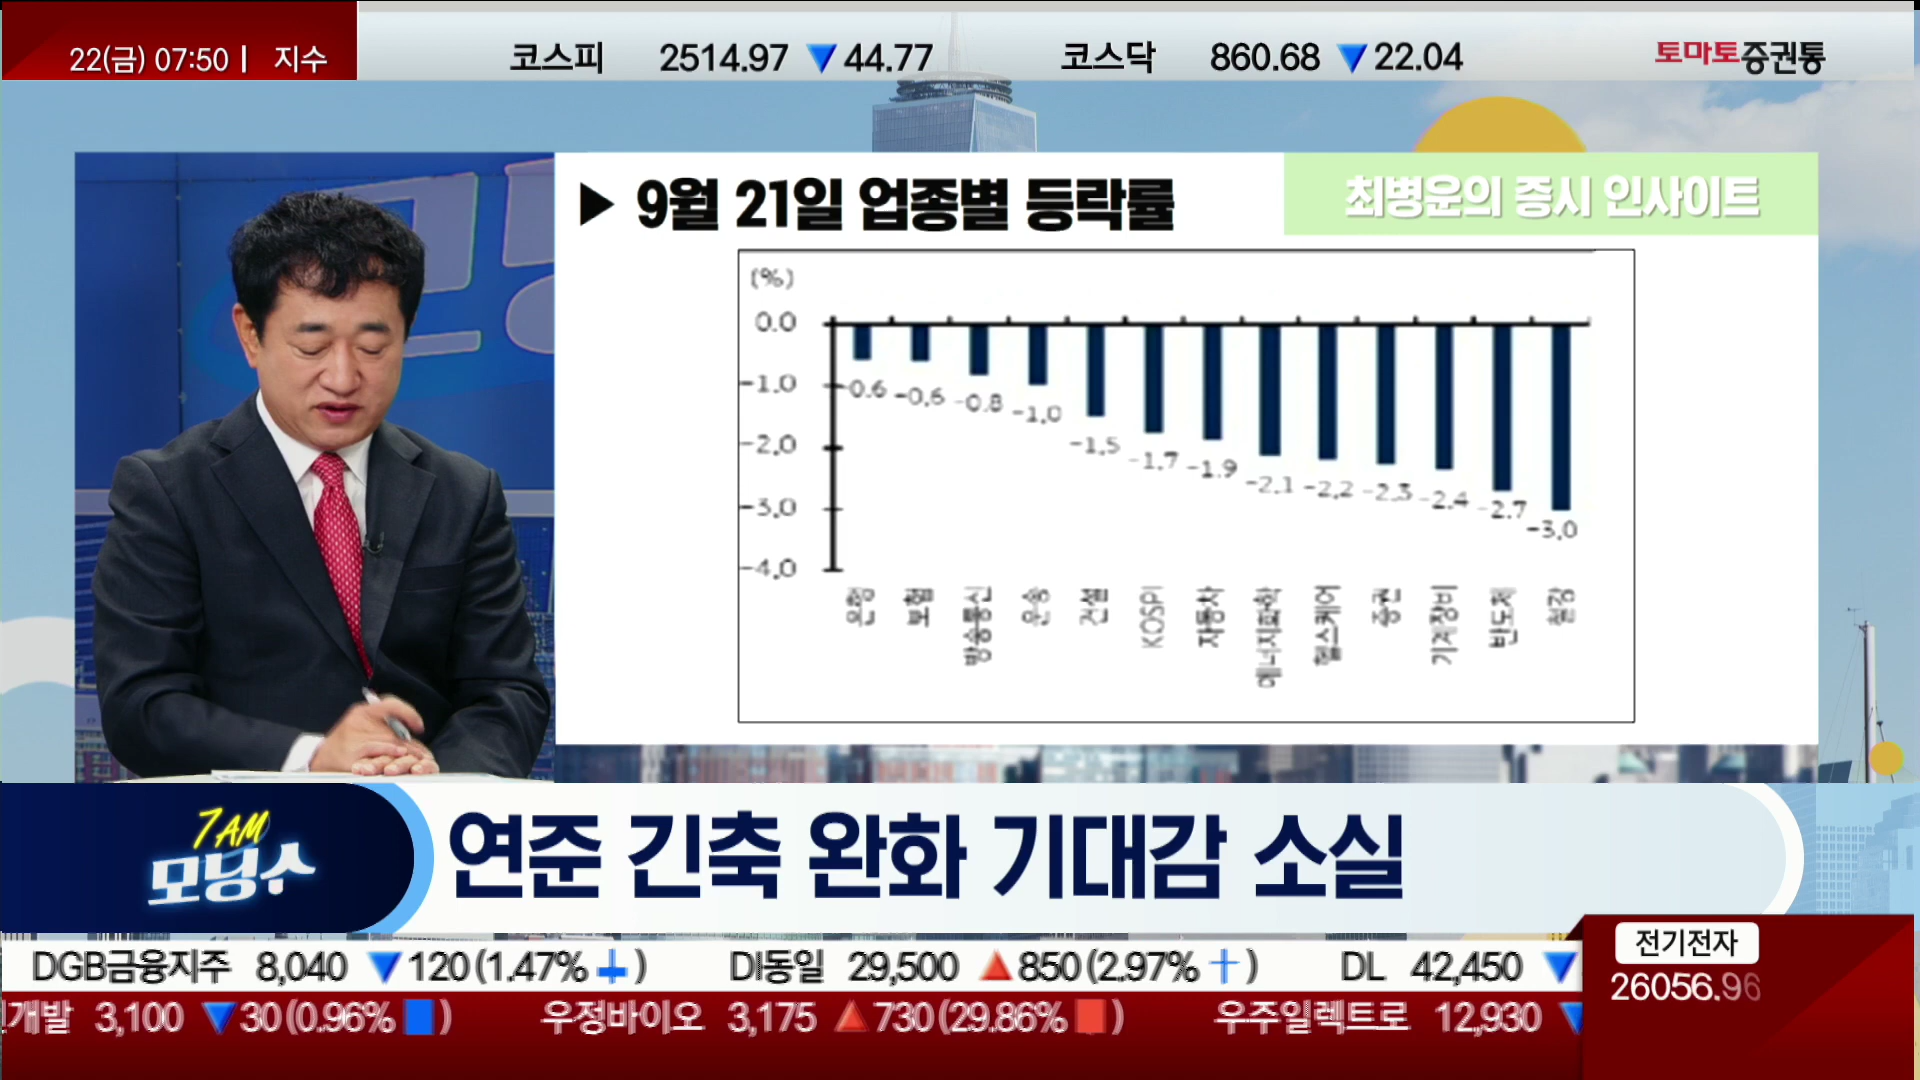 22(금) 07:50 | 지수
코스피 2514.97 ▼44.77 코스닥 860.68 ▼22.04
토마토증권통
▶ 9월 21일 업종별 등락률
최병운의 증시 인사이트
(%)
0.0
-1.0
-2.0
-3.0
-4.0
-0.6 -0.6 -0.8 -1.0 -1.5 -1.7 -1.9 -2.1 -2.2 -2.3 -2.4 -2.7 -3.0
은행 보험 방송통신 운송 건설 KOSPI 자동차 에너지화학 헬스케어 증권 기계장비 반도체 철강
7AM
모닝수
연준 긴축 완화 기대감 소실
DGB금융지주 8,040 ▼120(1.47%↓) DI동일 29,500 ▲850(2.97%↑) DL 42,450 ▼
개발 3,100 ▼30(0.96%) 우정바이오 3,175 ▲730(29.86%) 우주일렉트로 12,930 ▼
전기전자
26056.96